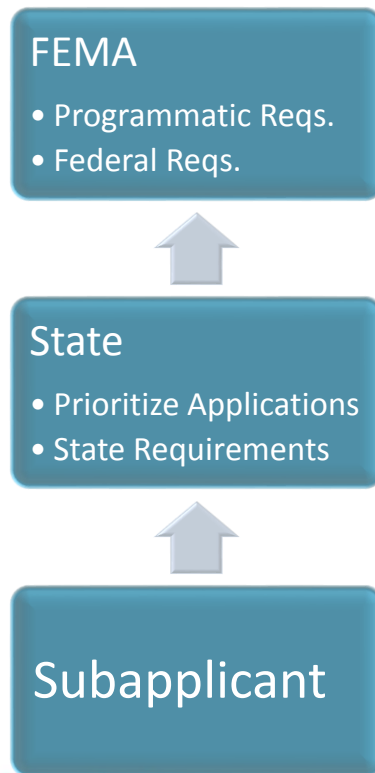 FEMA
• Programmatic Reqs.
• Federal Reqs.
State
• Prioritize Applications
• State Requirements
Subapplicant